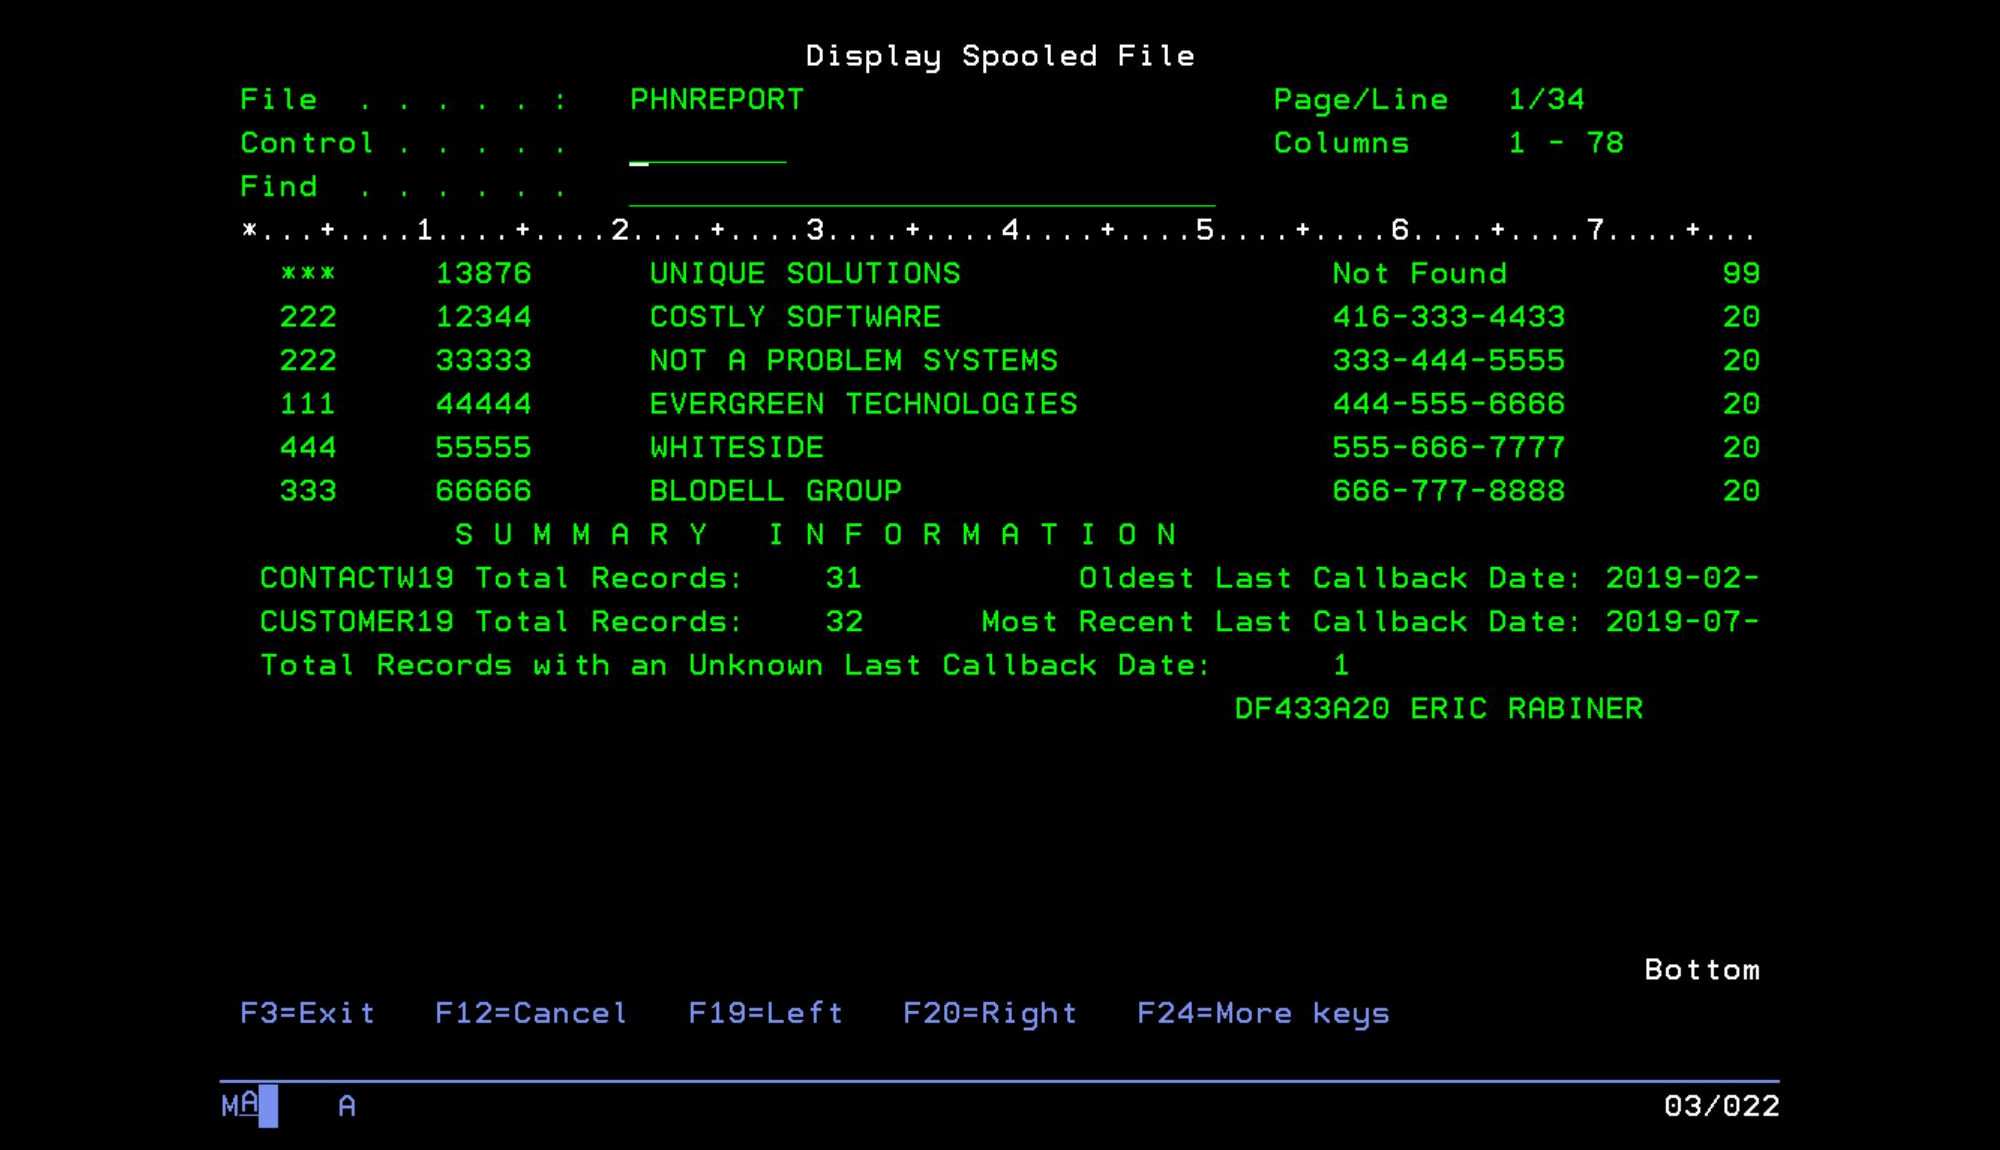 Display Spooled File
File  . . . . . :   PHNREPORT                        Page/Line   1/34
Control . . . . .   ________                         Columns     1 - 78
Find  . . . . . .   ______________________________
*...+....1....+....2....+....3....+....4....+....5....+....6....+....7....+...
  ***     13876      UNIQUE SOLUTIONS                   Not Found           99
  222     12344      COSTLY SOFTWARE                    416-333-4433        20
  222     33333      NOT A PROBLEM SYSTEMS              333-444-5555        20
  111     44444      EVERGREEN TECHNOLOGIES             444-555-6666        20
  444     55555      WHITESIDE                          555-666-7777        20
  333     66666      BLODELL GROUP                      666-777-8888        20
           S U M M A R Y   I N F O R M A T I O N
 CONTACTW19 Total Records:    31           Oldest Last Callback Date: 2019-02-
 CUSTOMER19 Total Records:    32      Most Recent Last Callback Date: 2019-07-
 Total Records with an Unknown Last Callback Date:      1
                                                   DF433A20 ERIC RABINER
Bottom
F3=Exit   F12=Cancel   F19=Left   F20=Right   F24=More keys
MA   A   03/022